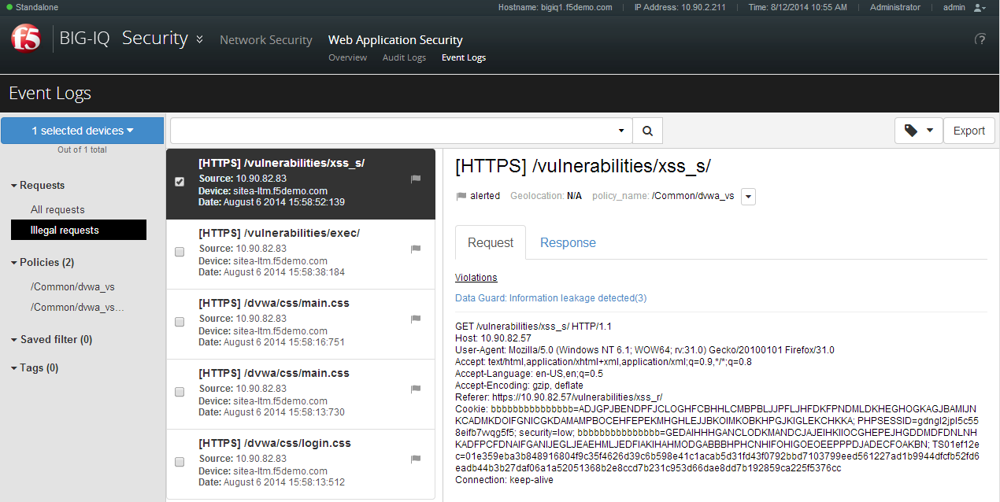 Standalone
Hostname: bigiq1.f5demo.com
IP Address: 10.90.2.211
Time: 8/12/2014 10:55 AM
Administrator
admin
f5
BIG-IQ Security
Network Security
Web Application Security
Overview
Audit Logs
Event Logs
Event Logs
1 selected devices
Out of 1 total
Export
Requests
All requests
Illegal requests
Policies (2)
/Common/dvwa_vs
/Common/dvwa_vs…
Saved filter (0)
Tags (0)
[HTTPS] /vulnerabilities/xss_s/
Source: 10.90.82.83
Device: sitea-ltm.f5demo.com
Date: August 6 2014 15:58:52:139
[HTTPS] /vulnerabilities/exec/
Source: 10.90.82.83
Device: sitea-ltm.f5demo.com
Date: August 6 2014 15:58:38:184
[HTTPS] /dvwa/css/main.css
Source: 10.90.82.83
Device: sitea-ltm.f5demo.com
Date: August 6 2014 15:58:16:751
[HTTPS] /dvwa/css/main.css
Source: 10.90.82.83
Device: sitea-ltm.f5demo.com
Date: August 6 2014 15:58:13:730
[HTTPS] /dvwa/css/login.css
Source: 10.90.82.83
Device: sitea-ltm.f5demo.com
Date: August 6 2014 15:58:13:512
[HTTPS] /vulnerabilities/xss_s/
alerted Geolocation: N/A policy_name: /Common/dvwa_vs
Request
Response
Violations
Data Guard: Information leakage detected(3)
GET /vulnerabilities/xss_s/ HTTP/1.1
Host: 10.90.82.57
User-Agent: Mozilla/5.0 (Windows NT 6.1; WOW64; rv:31.0) Gecko/20100101 Firefox/31.0
Accept: text/html,application/xhtml+xml,application/xml;q=0.9,*/*;q=0.8
Accept-Language: en-US,en;q=0.5
Accept-Encoding: gzip, deflate
Referer: https://10.90.82.57/vulnerabilities/xss_r/
Cookie: bbbbbbbbbbbbbbb=ADJGPJBENDPFJCLOGHFCBHHLCMBPBLJJPFLJHFDKFPNDMLDKHEGHOGKAGJBAMIJN
KCADMKDOIFGNICGKDAMAMPBOCEHFEPEKMHGHLEJJBKOIMKOBKHPGJKIGLEKCHKKA; PHPSESSID=gdngl2jpl5c55
8eifb7vvqg5f5; security=low; bbbbbbbbbbbbbbb=GEDAIHHHGANCLODKMANDCJAJEIHKIIOCGHEPEJHGDDMDFDNLNH
KADFPCFDNAIFGANIJEGLJEAEHMLJEDFIAKIHAHMODGABBBHPHCNHIFOHIGOEOEEPPPDJADECFOAKBN; TS01ef12e
c=01e359eba3b848916804f9c35f4626d39c6b598e41c1acab5d31fd43f0792bbd7103799eed561227ad1b9944dfcfb52fd6
eadb44b3b27daf06a1a52051368b2e8ccd7b231c953d66dae8dd7b192859ca225f5376cc
Connection: keep-alive